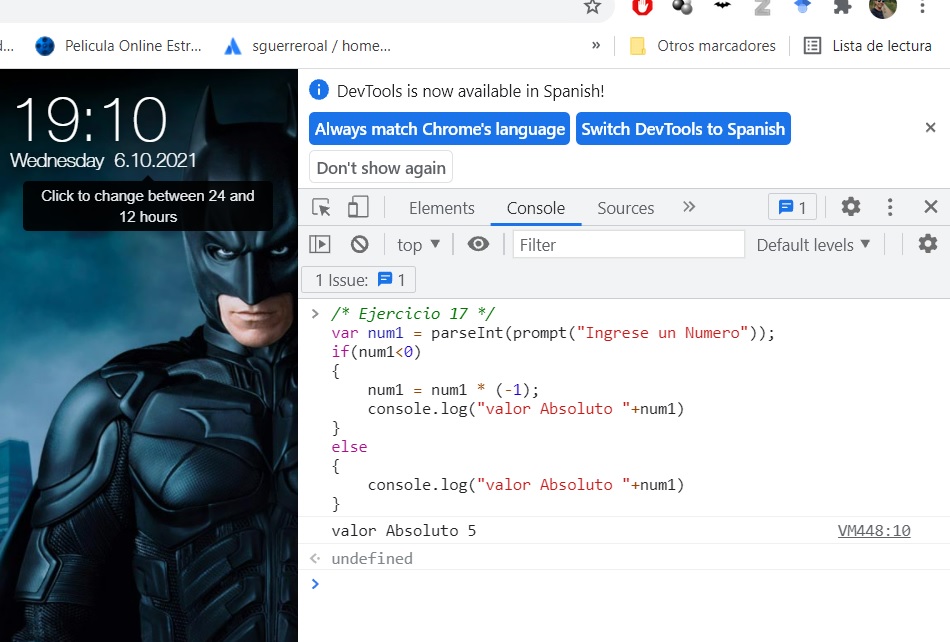 Pelicula Online Estr...
sguerreroal / home...
»
Otros marcadores
Lista de lectura
19:10
Wednesday 6.10.2021
Click to change between 24 and
12 hours
DevTools is now available in Spanish!
Always match Chrome's language
Switch DevTools to Spanish
Don't show again
Elements
Console
Sources
»
1
top
Filter
Default levels
1 Issue:
1
/* Ejercicio 17 */
var num1 = parseInt(prompt("Ingrese un Numero"));
if(num1<0)
{
num1 = num1 * (-1);
console.log("valor Absoluto "+num1)
}
else
{
console.log("valor Absoluto "+num1)
}
valor Absoluto 5
VM448:10
undefined